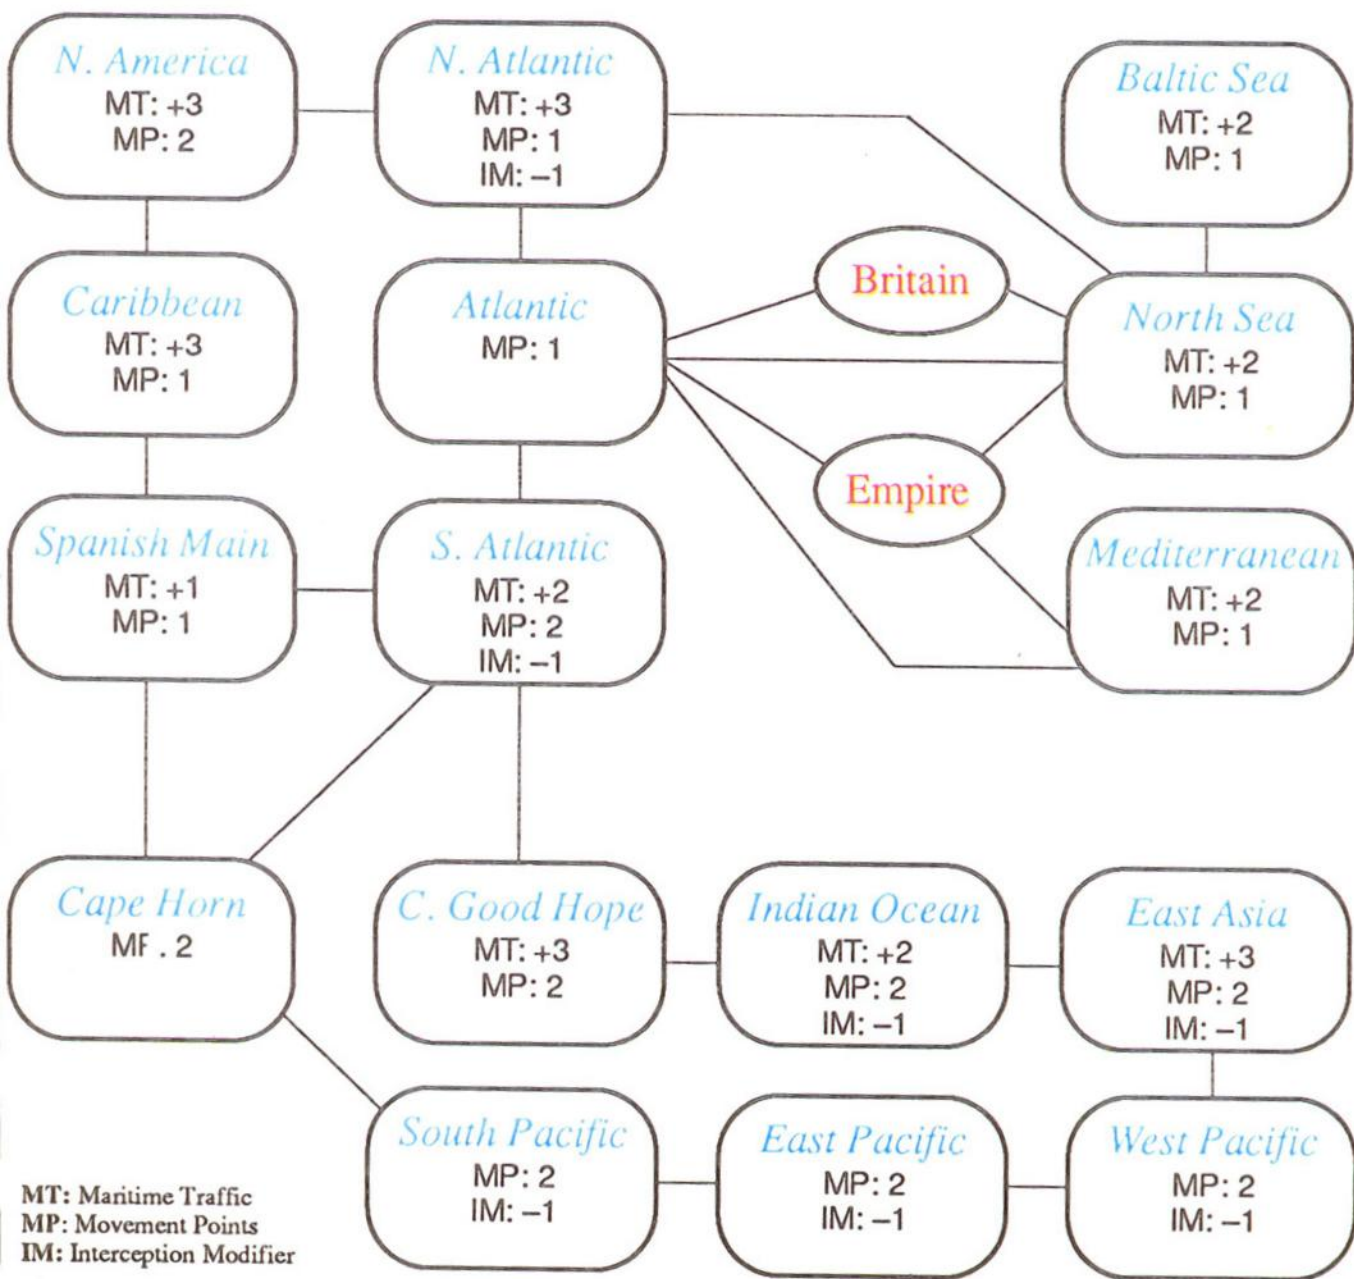 N. America
MT: +3
MP: 2
N. Atlantic
MT: +3
MP: 1
IM: –1
Baltic Sea
MT: +2
MP: 1
Caribbean
MT: +3
MP: 1
Atlantic
MP: 1
Britain
North Sea
MT: +2
MP: 1
Spanish Main
MT: +1
MP: 1
S. Atlantic
MT: +2
MP: 2
IM: –1
Empire
Mediterranean
MT: +2
MP: 1
Cape Horn
2
C. Good Hope
MT: +3
MP: 2
Indian Ocean
MT: +2
MP: 2
IM: –1
East Asia
MT: +3
MP: 2
IM: –1
South Pacific
MP: 2
IM: –1
East Pacific
MP: 2
IM: –1
West Pacific
MP: 2
IM: –1
MT: Maritime Traffic
MP: Movement Points
IM: Interception Modifier